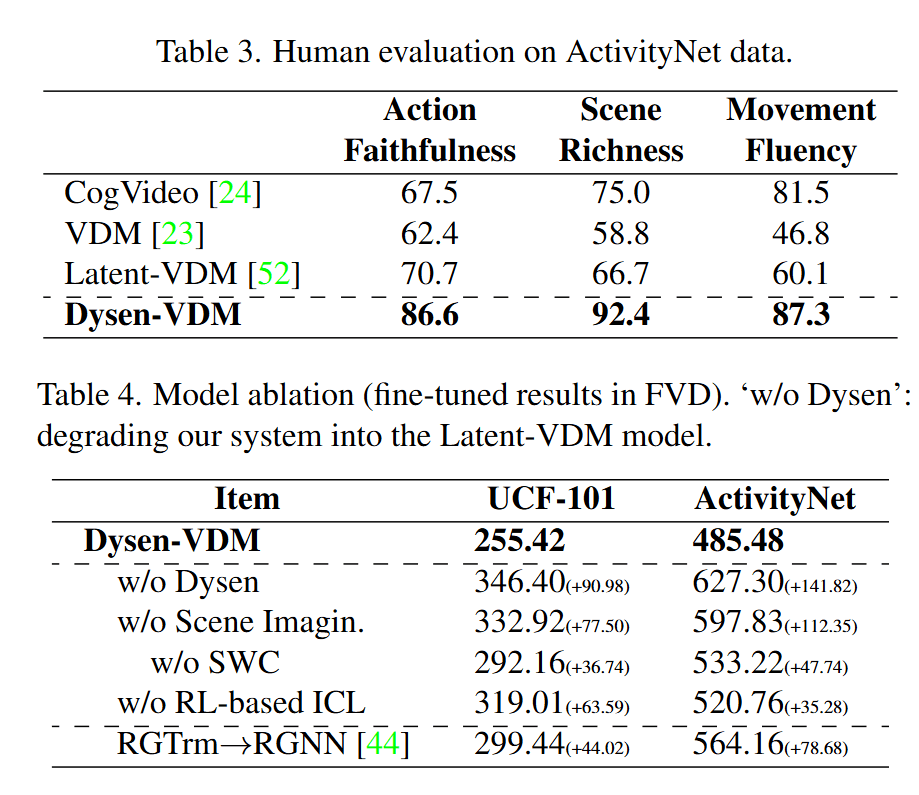 Table 3. Human evaluation on ActivityNet data.
Action Scene Movement
Faithfulness Richness Fluency
CogVideo [24] 67.5 75.0 81.5
VDM [23] 62.4 58.8 46.8
Latent-VDM [52] 70.7 66.7 60.1
Dysen-VDM 86.6 92.4 87.3
Table 4. Model ablation (fine-tuned results in FVD). ‘w/o Dysen’:
degrading our system into the Latent-VDM model.
Item UCF-101 ActivityNet
Dysen-VDM 255.42 485.48
w/o Dysen 346.40(+90.98) 627.30(+141.82)
w/o Scene Imagin. 332.92(+77.50) 597.83(+112.35)
w/o SWC 292.16(+36.74) 533.22(+47.74)
w/o RL-based ICL 319.01(+63.59) 520.76(+35.28)
RGTrm→RGNN [44] 299.44(+44.02) 564.16(+78.68)